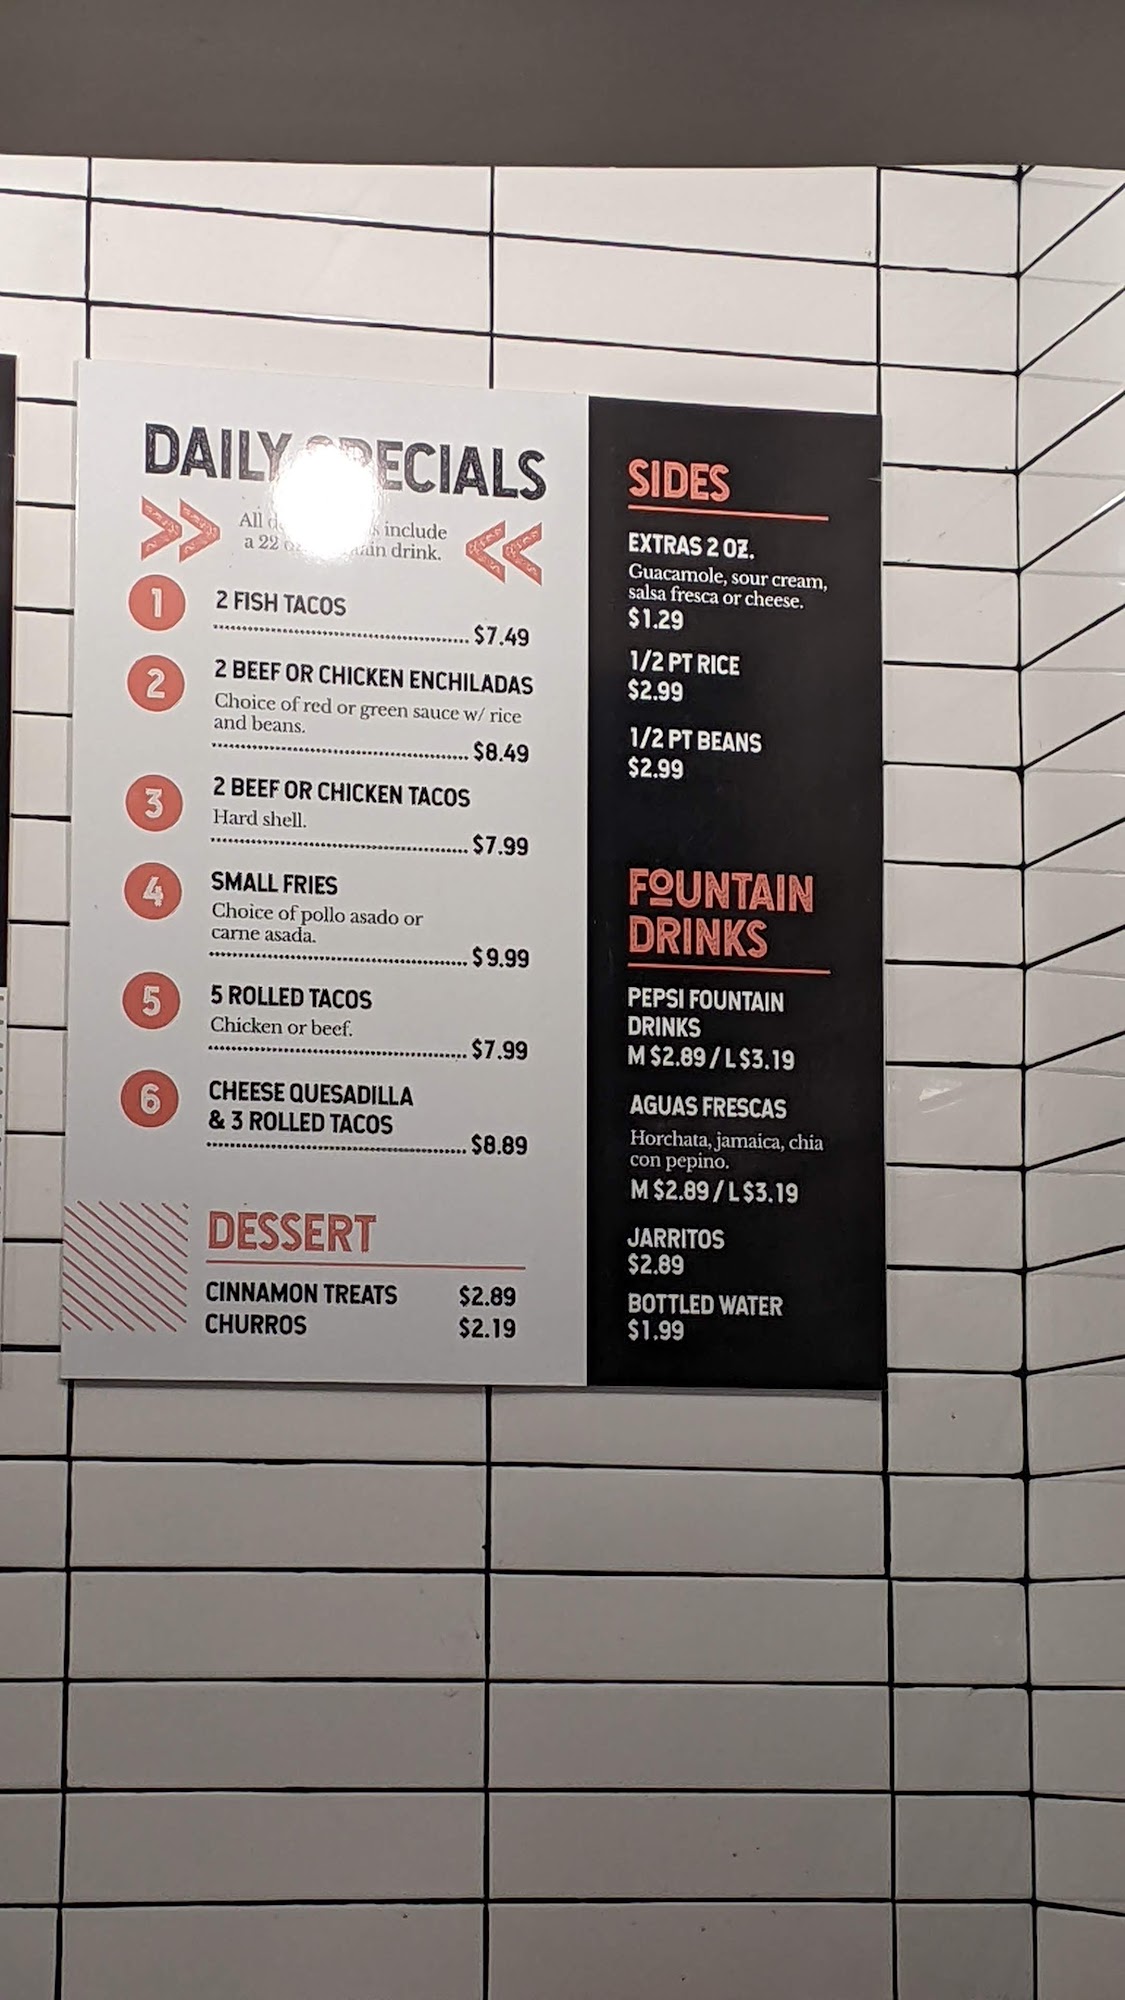 DAILY SPECIALS
All include
a 22 drink.
1
2 FISH TACOS
$7.49
2
2 BEEF OR CHICKEN ENCHILADAS
Choice of red or green sauce w/ rice
and beans.
$8.49
3
2 BEEF OR CHICKEN TACOS
Hard shell.
$7.99
4
SMALL FRIES
Choice of pollo asado or
carne asada.
$9.99
5
5 ROLLED TACOS
Chicken or beef.
$7.99
6
CHEESE QUESADILLA
& 3 ROLLED TACOS
$8.89
DESSERT
CINNAMON TREATS $2.89
CHURROS $2.19
SIDES
EXTRAS 2 OZ.
Guacamole, sour cream,
salsa fresca or cheese.
$1.29
1/2 PT RICE
$2.99
1/2 PT BEANS
$2.99
FOUNTAIN
DRINKS
PEPSI FOUNTAIN
DRINKS
M $2.89 / L $3.19
AGUAS FRESCAS
Horchata, jamaica, chia
con pepino.
M $2.89 / L $3.19
JARRITOS
$2.89
BOTTLED WATER
$1.99